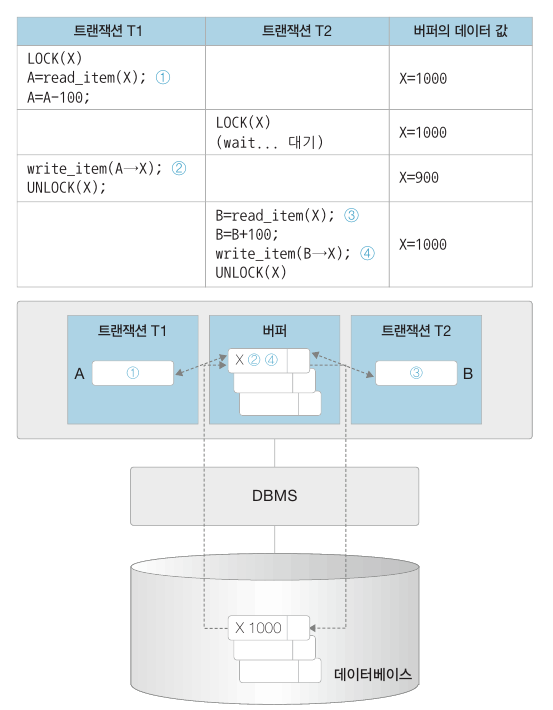 트랜잭션 T1 트랜잭션 T2 버퍼의 데이터 값
LOCK(X)
A=read_item(X); ①
A=A-100;
X=1000
LOCK(X)
(wait... 대기)
X=1000
write_item(A→X); ②
UNLOCK(X);
X=900
B=read_item(X); ③
B=B+100;
write_item(B→X); ④
UNLOCK(X)
X=1000
트랜잭션 T1 버퍼 트랜잭션 T2
A ① X ② ④ ③ B
DBMS
X 1000
데이터베이스